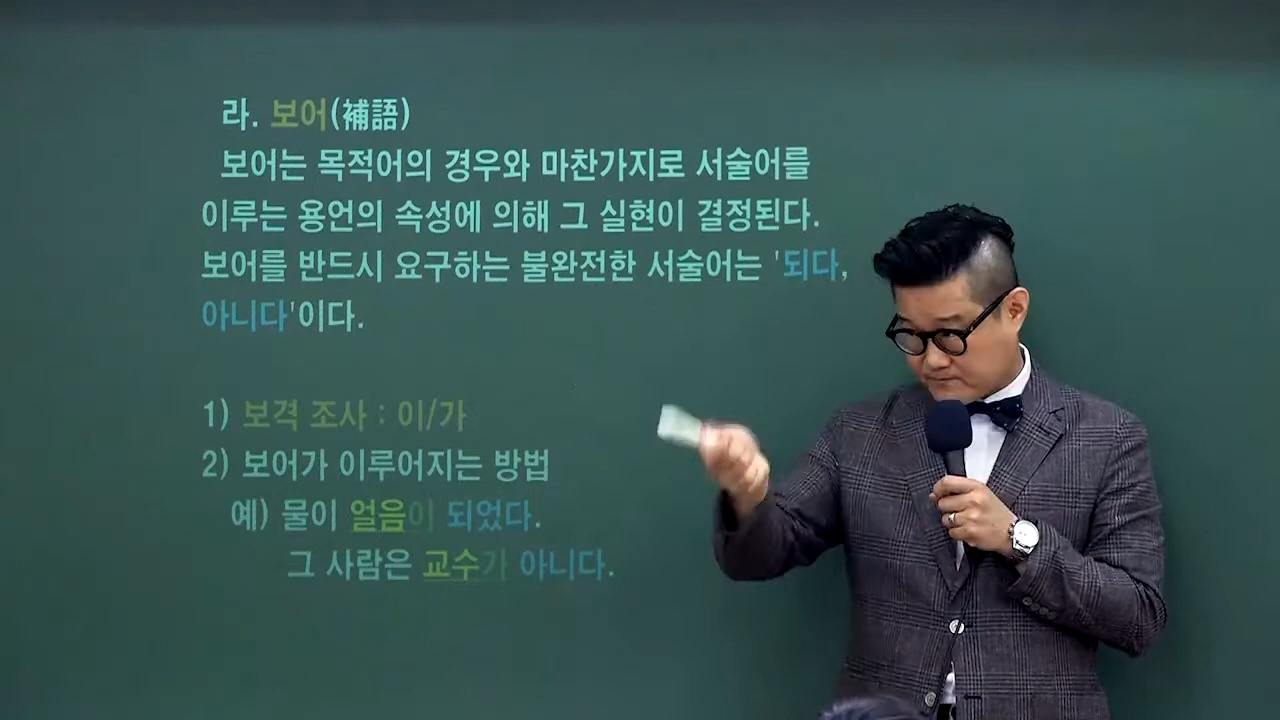 라. 보어(補語)
보어는 목적어의 경우와 마찬가지로 서술어를
이루는 용언의 속성에 의해 그 실현이 결정된다.
보어를 반드시 요구하는 불완전한 서술어는 '되다,
아니다'이다.
1) 보격 조사 : 이/가
2) 보어가 이루어지는 방법
예) 물이 얼음이 되었다.
그 사람은 교수가 아니다.